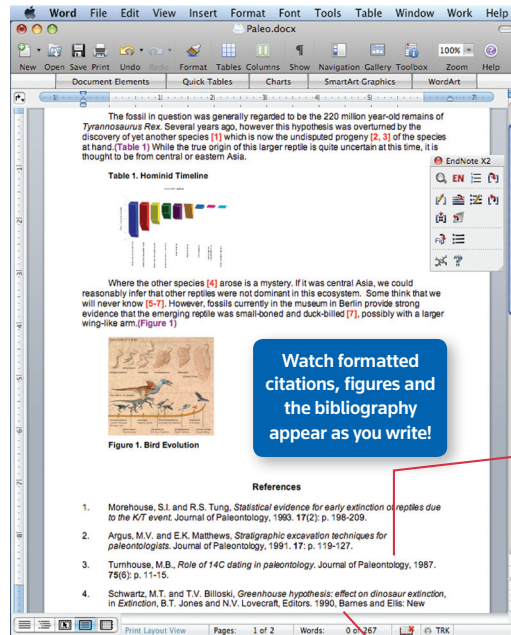 Word File Edit View Insert Format Font Tools Table Window Work Help
Paleo.docx
100%
New Open Save Print Undo Redo Format Tables Columns Show Navigation Gallery Toolbox Zoom Help
Document Elements Quick Tables Charts SmartArt Graphics WordArt
The fossil in question was generally regarded to be the 220 million year-old remains of
Tyrannosaurus Rex. Several years ago, however this hypothesis was overturned by the
discovery of yet another species [1] which is now the undisputed progeny [2, 3] of the species
at hand.(Table 1) While the true origin of this larger reptile is quite uncertain at this time, it is
thought to be from central or eastern Asia.
EndNote X2
EN
Table 1. Hominid Timeline
Where the other species [4] arose is a mystery. If it was central Asia, we could
reasonably infer that other reptiles were not dominant in this ecosystem. Some think that we
will never know [5-7]. However, fossils currently in the museum in Berlin provide strong
evidence that the emerging reptile was small-boned and duck-billed [7], possibly with a larger
wing-like arm.(Figure 1)
Watch formatted
citations, figures and
the bibliography
appear as you write!
Figure 1. Bird Evolution
References
1. Morehouse, S.I. and R.S. Tung, Statistical evidence for early extinction of reptiles due
to the K/T event. Journal of Paleontology, 1993. 17(2): p. 198-209.
2. Argus, M.V. and E.K. Matthews, Stratigraphic excavation techniques for
paleontologists. Journal of Paleontology, 1991. 17: p. 119-127.
3. Turnhouse, M.B., Role of 14C dating in paleontology. Journal of Paleontology, 1987.
75(6): p. 11-15.
4. Schwartz, M.T. and T.V. Billoski, Greenhouse hypothesis: effect on dinosaur extinction,
in Extinction, B.T. Jones and N.V. Lovecraft, Editors. 1990, Barnes and Ells: New
Print Layout View Pages: 1 of 2 Words: 0 of 267 TRK